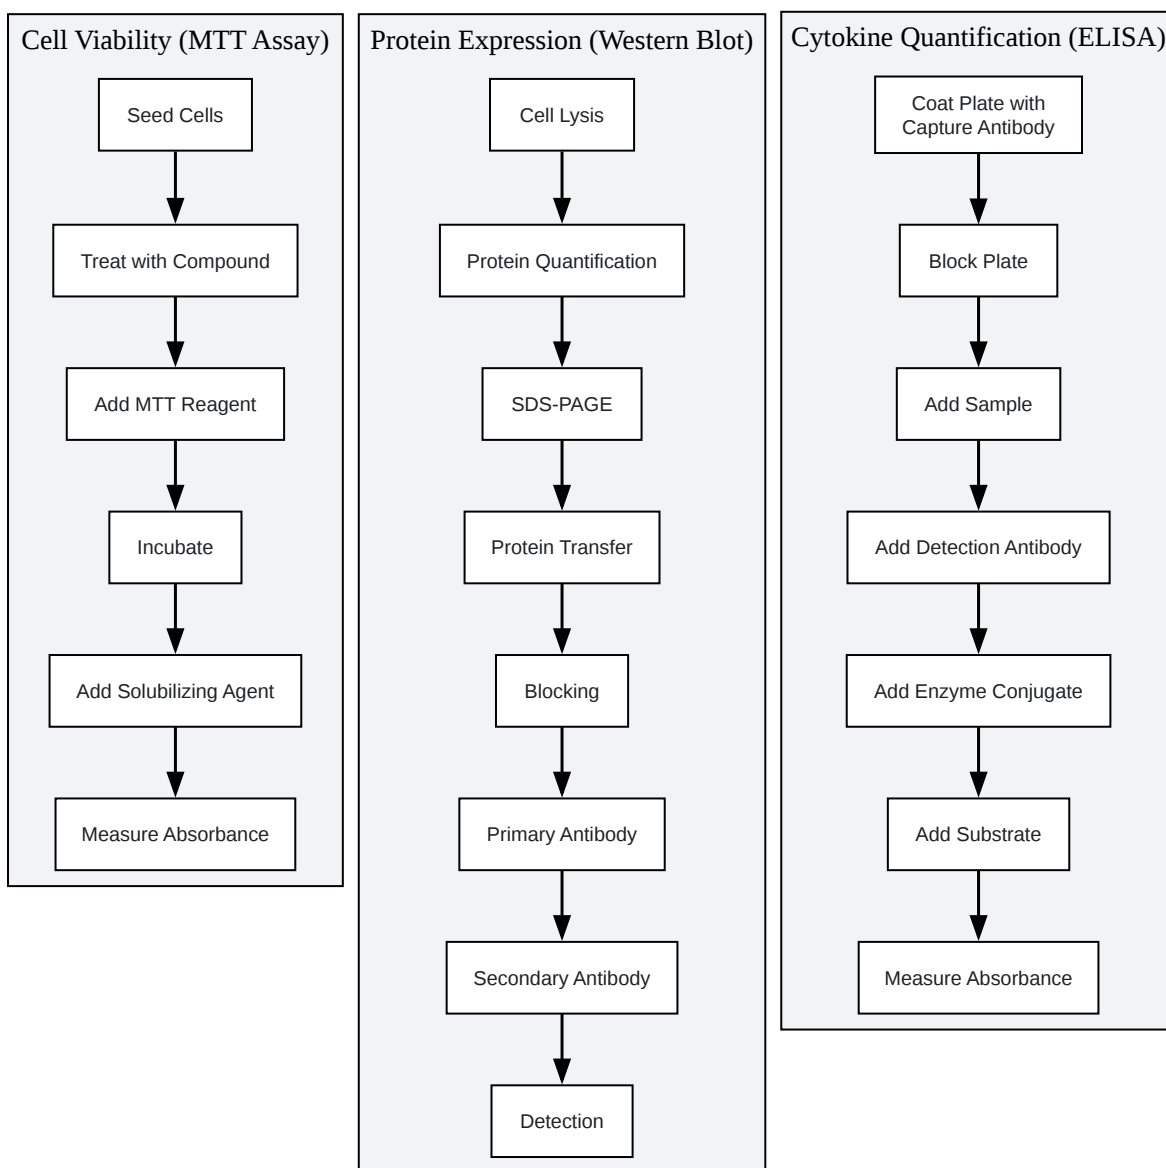 Cell Viability (MTT Assay)
Seed Cells
Treat with Compound
Add MTT Reagent
Incubate
Add Solubilizing Agent
Measure Absorbance
Protein Expression (Western Blot)
Cell Lysis
Protein Quantification
SDS-PAGE
Protein Transfer
Blocking
Primary Antibody
Secondary Antibody
Detection
Cytokine Quantification (ELISA)
Coat Plate with
Capture Antibody
Block Plate
Add Sample
Add Detection Antibody
Add Enzyme Conjugate
Add Substrate
Measure Absorbance